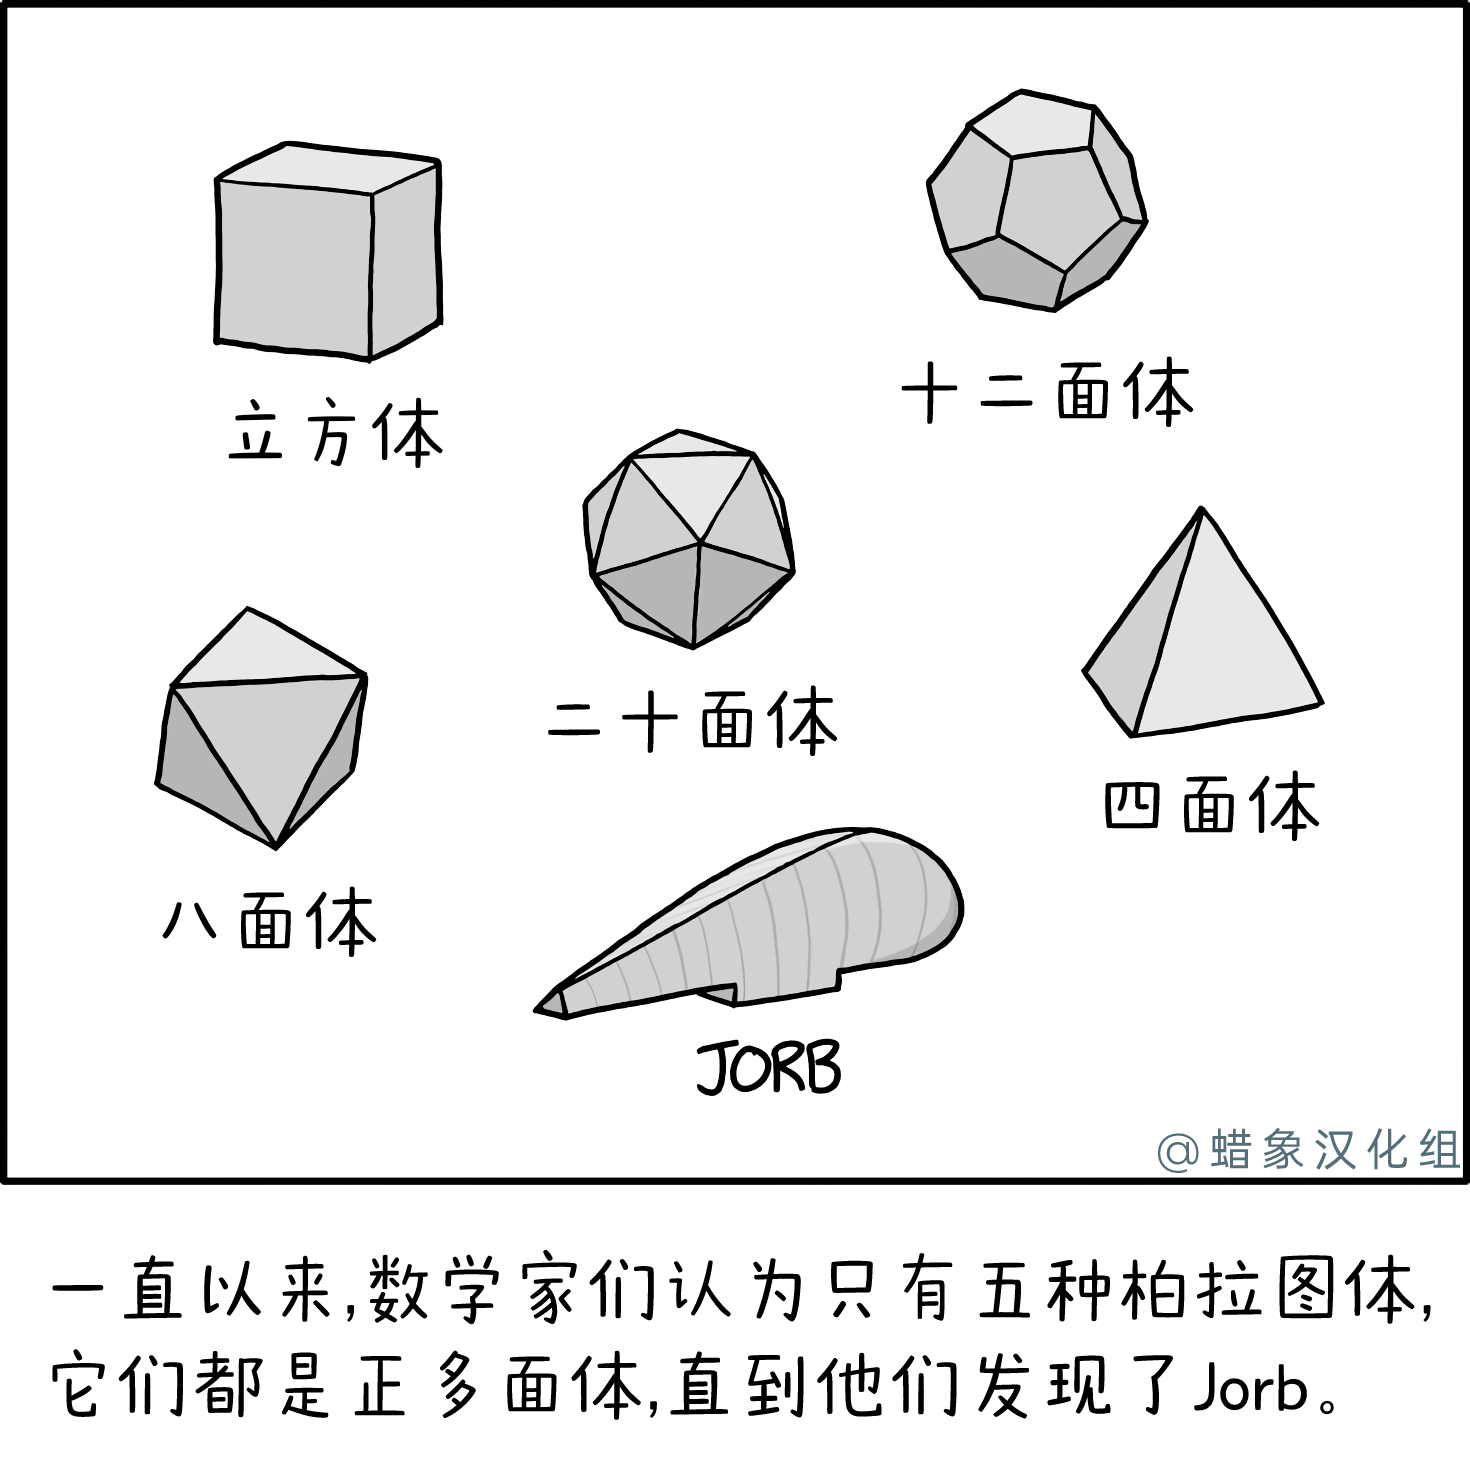 立方体
十二面体
二十面体
四面体
八面体
JORB
@蜡象汉化组
一直以来,数学家们认为只有五种柏拉图体,
它们都是正多面体,直到他们发现了Jorb。